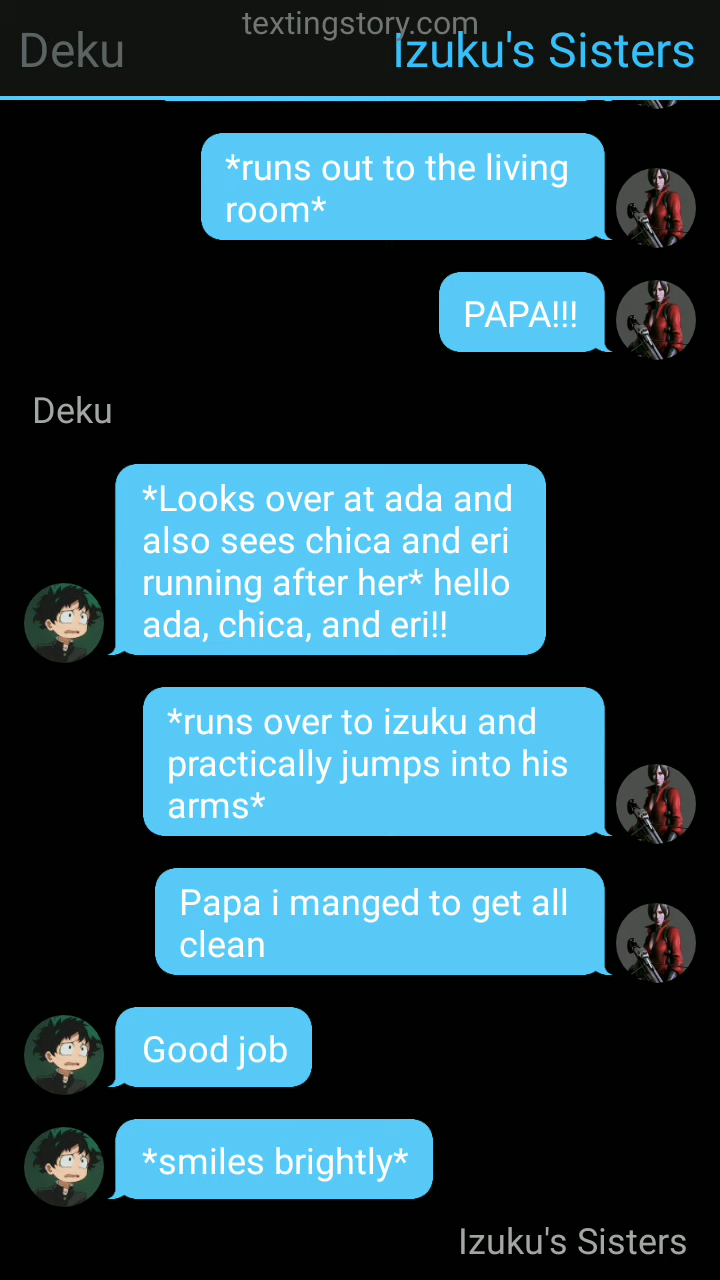 textingstory.com
Deku
Izuku's Sisters
*runs out to the living
room*
PAPA!!!
Deku
*Looks over at ada and
also sees chica and eri
running after her* hello
ada, chica, and eri!!
*runs over to izuku and
practically jumps into his
arms*
Papa i manged to get all
clean
Good job
*smiles brightly*
Izuku's Sisters